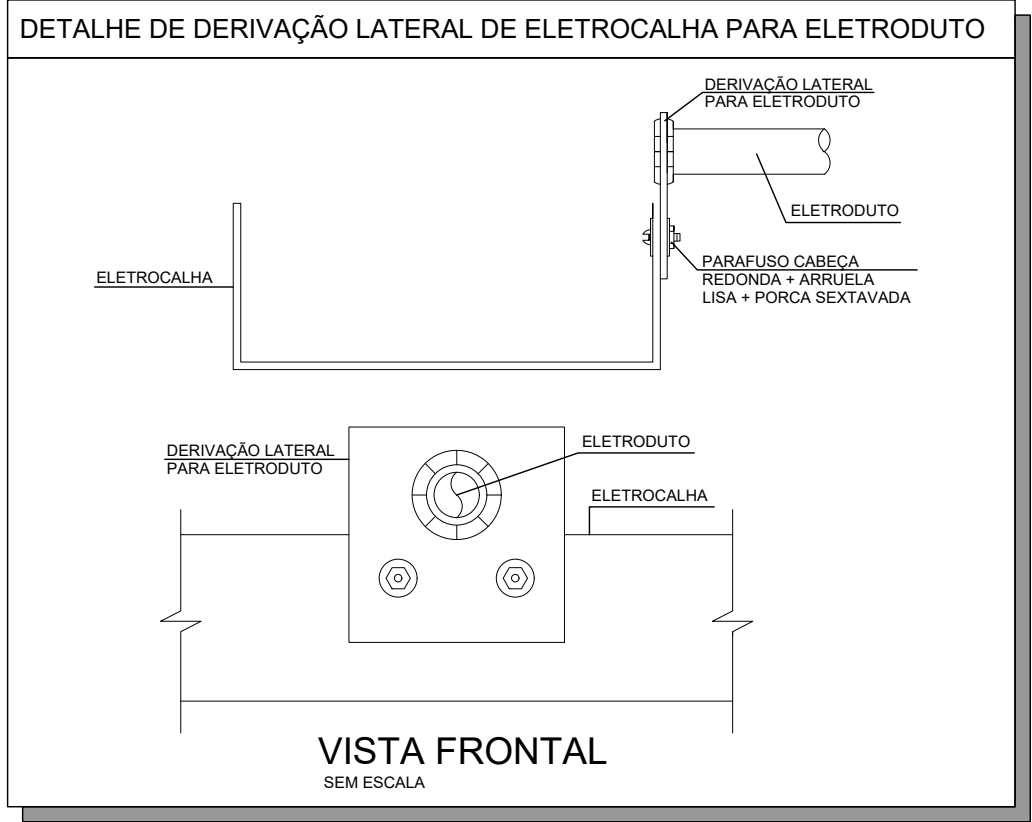 DETALHE DE DERIVAÇÃO LATERAL DE ELETROCALHA PARA ELETRODUTO
DERIVAÇÃO LATERAL
PARA ELETRODUTO
ELETRODUTO
ELETROCALHA
PARAFUSO CABEÇA
REDONDA + ARRUELA
LISA + PORCA SEXTAVADA
DERIVAÇÃO LATERAL
PARA ELETRODUTO
ELETRODUTO
ELETROCALHA
VISTA FRONTAL
SEM ESCALA